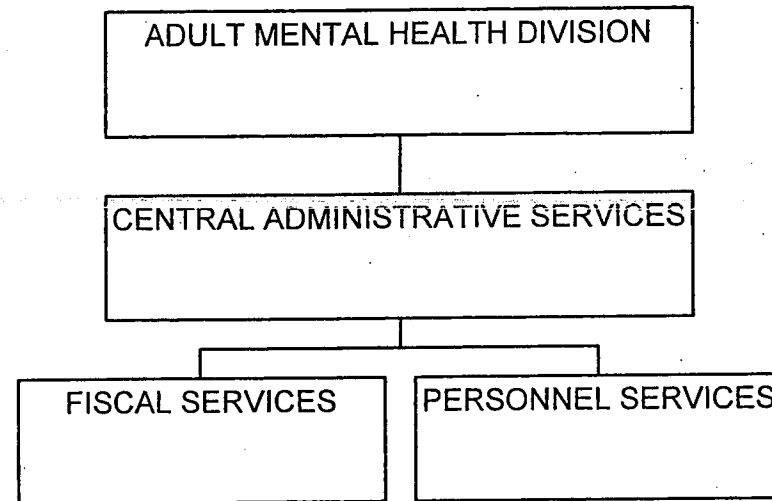 ADULT MENTAL HEALTH DIVISION
CENTRAL ADMINISTRATIVE SERVICES
FISCAL SERVICES
PERSONNEL SERVICES